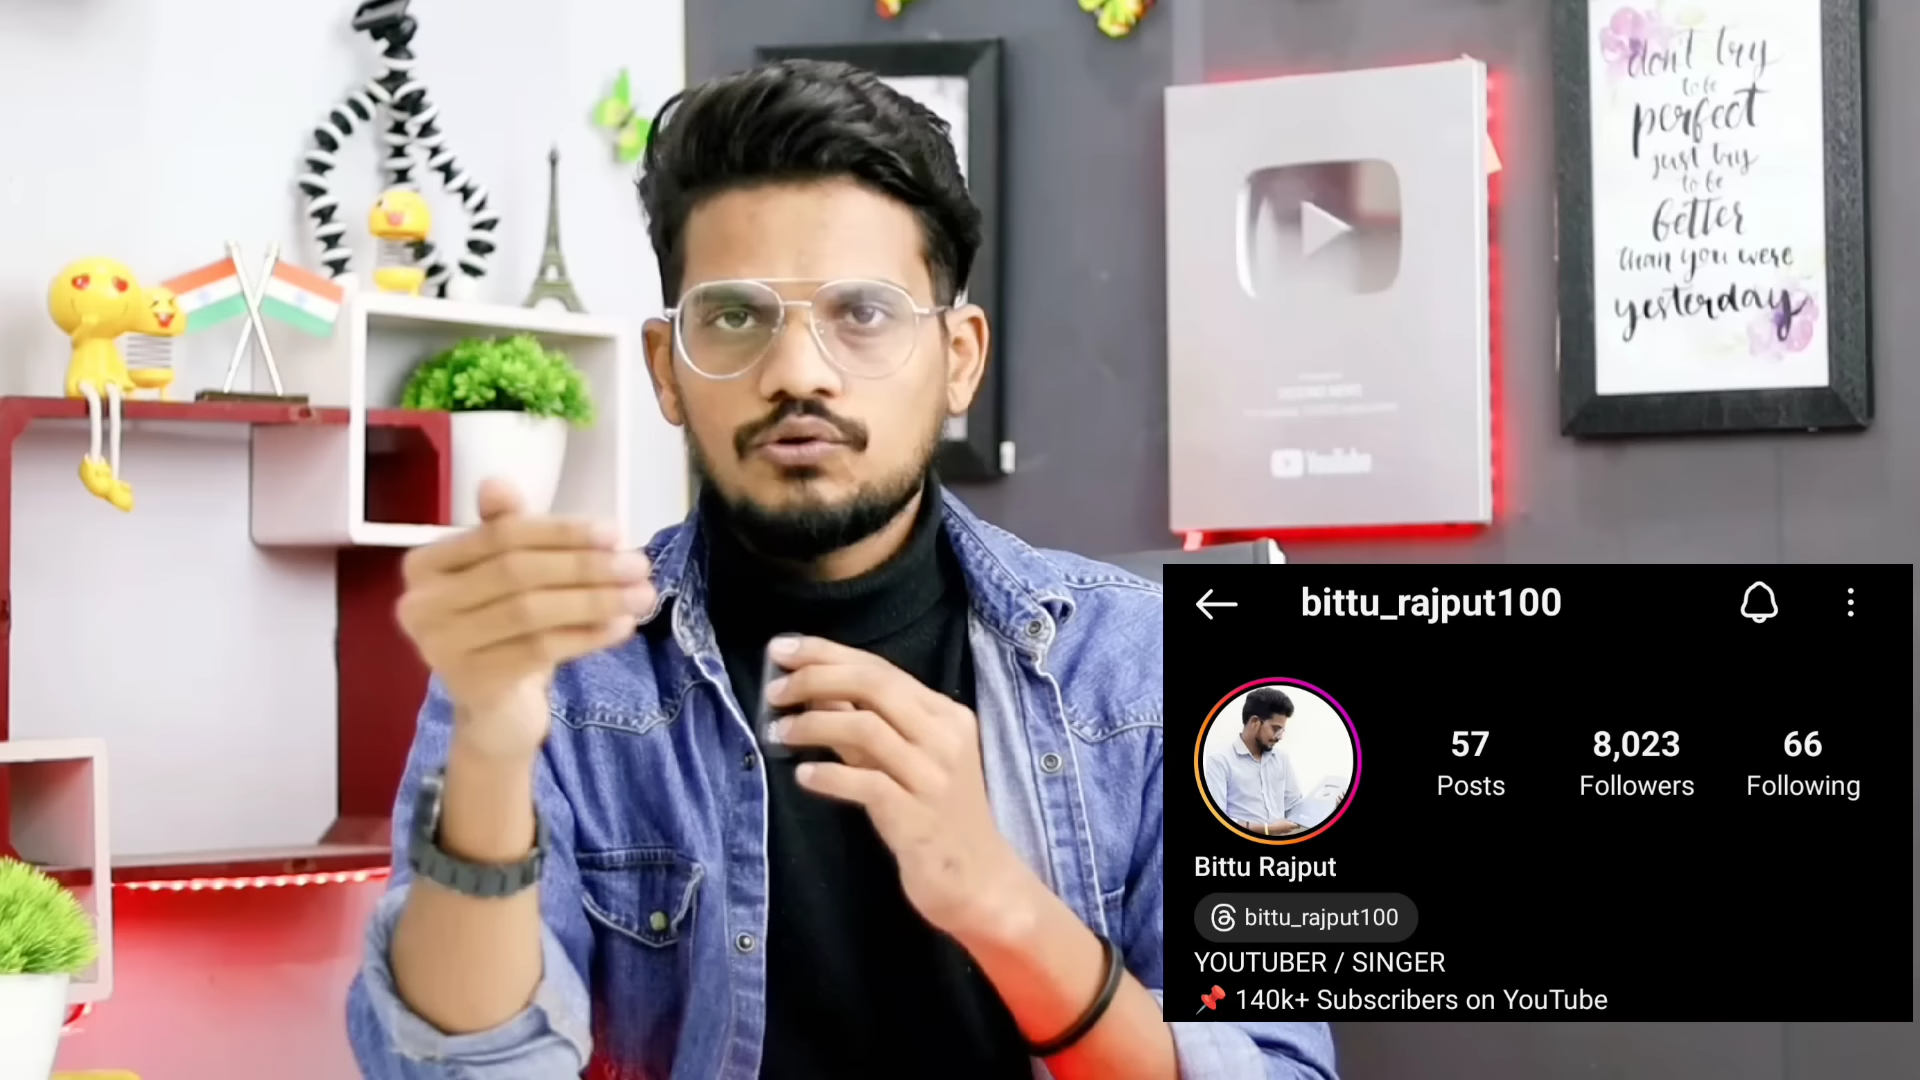 don't try
to be
perfect
just try
to be
better
than you were
yesterday
YouTube
bittu_rajput100
57
Posts
8,023
Followers
66
Following
Bittu Rajput
bittu_rajput100
YOUTUBER / SINGER
📌 140k+ Subscribers on YouTube